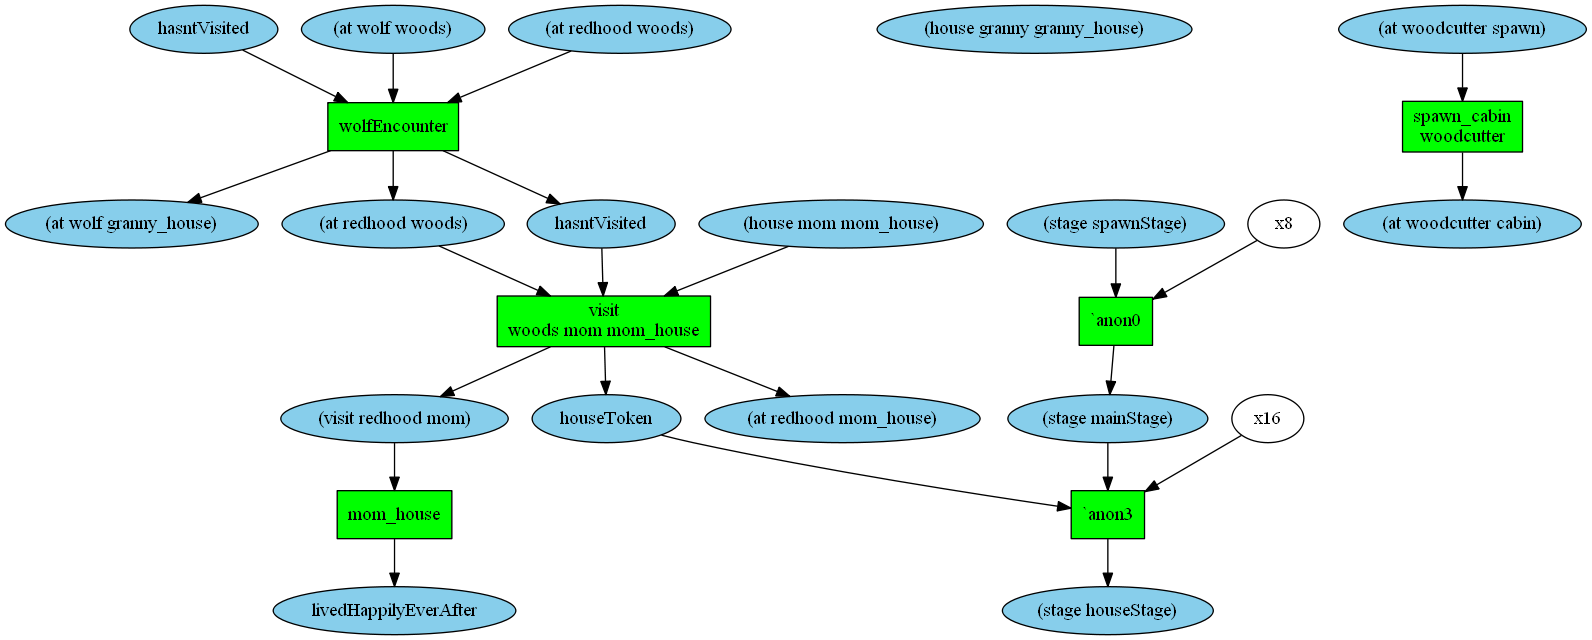 hasntVisited
(at wolf woods)
(at redhood woods)
(house granny granny_house)
(at woodcutter spawn)
wolfEncounter
spawn_cabin
woodcutter
(at wolf granny_house)
(at redhood woods)
hasntVisited
(house mom mom_house)
(stage spawnStage)
x8
(at woodcutter cabin)
visit
woods mom mom_house
`anon0
(visit redhood mom)
houseToken
(at redhood mom_house)
(stage mainStage)
x16
mom_house
`anon3
livedHappilyEverAfter
(stage houseStage)